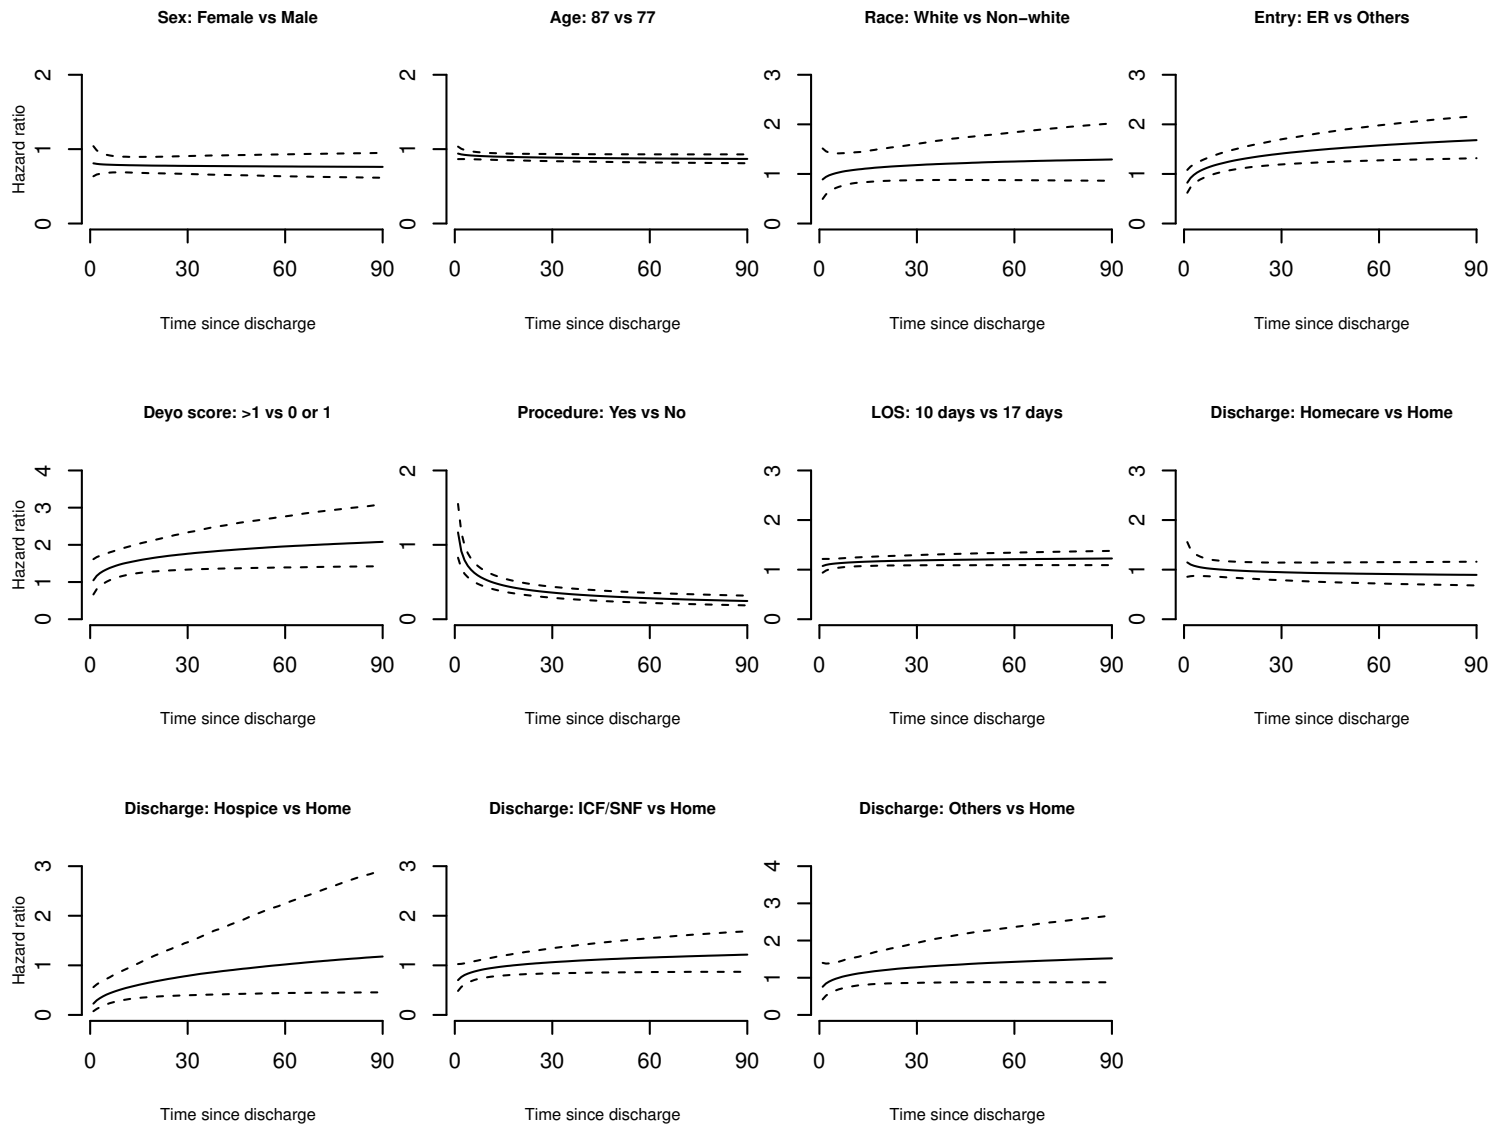 Sex: Female vs Male
Hazard ratio
0 1 2
0 30 60 90
Time since discharge
Age: 87 vs 77
0 1 2
0 30 60 90
Time since discharge
Race: White vs Non−white
0 1 2 3
0 30 60 90
Time since discharge
Entry: ER vs Others
0 1 2 3
0 30 60 90
Time since discharge
Deyo score: >1 vs 0 or 1
Hazard ratio
0 1 2 3 4
0 30 60 90
Time since discharge
Procedure: Yes vs No
0 1 2
0 30 60 90
Time since discharge
LOS: 10 days vs 17 days
0 1 2 3
0 30 60 90
Time since discharge
Discharge: Homecare vs Home
0 1 2 3
0 30 60 90
Time since discharge
Discharge: Hospice vs Home
Hazard ratio
0 1 2 3
0 30 60 90
Time since discharge
Discharge: ICF/SNF vs Home
0 1 2 3
0 30 60 90
Time since discharge
Discharge: Others vs Home
0 1 2 3 4
0 30 60 90
Time since discharge